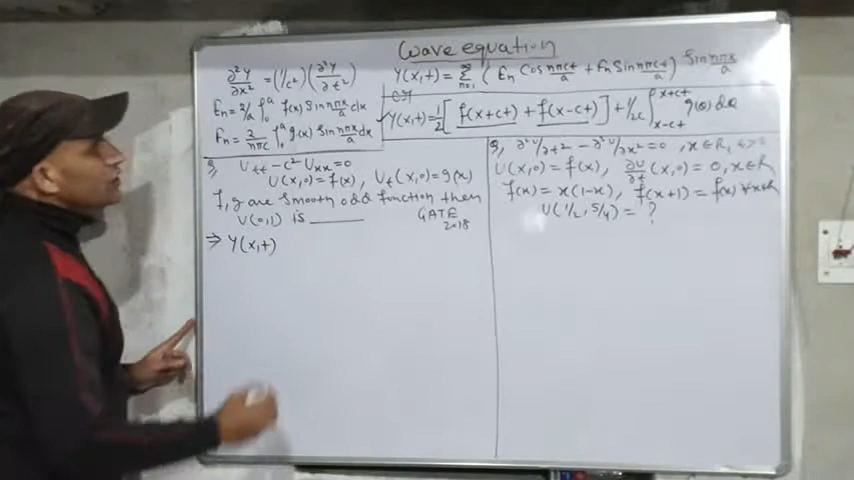 Wave equation
∂²Y/∂x² = (1/c²) (∂²Y/∂t²)
En = 2/a ∫₀ᵃ f(x) Sin nπx/a dx
Fn = 2/nπc ∫₀ᵃ g(x) Sin nπx/a dx
Y(x,t) = Σ_{n=1}^∞ (En Cos nπct/a + Fn Sin nπct/a) Sin nπx/a
or
Y(x,t) = 1/2 [f(x+ct) + f(x-ct)] + 1/2c ∫_{x-ct}^{x+ct} g(θ) dθ
Q, Utt - c² Uxx = 0
U(x,0) = f(x), Ut(x,0) = g(x)
f, g are smooth odd function then
U(0,1) is ______
GATE
2018
⇒ Y(x,t)
Q, ∂²U/∂t² - ∂²U/∂x² = 0, x∈R, t>0
U(x,0) = f(x), ∂U/∂t (x,0) = 0, x∈R
f(x) = x(1-x), f(x+1) = f(x) ∀x∈R
U(1/2, 5/4) = ?